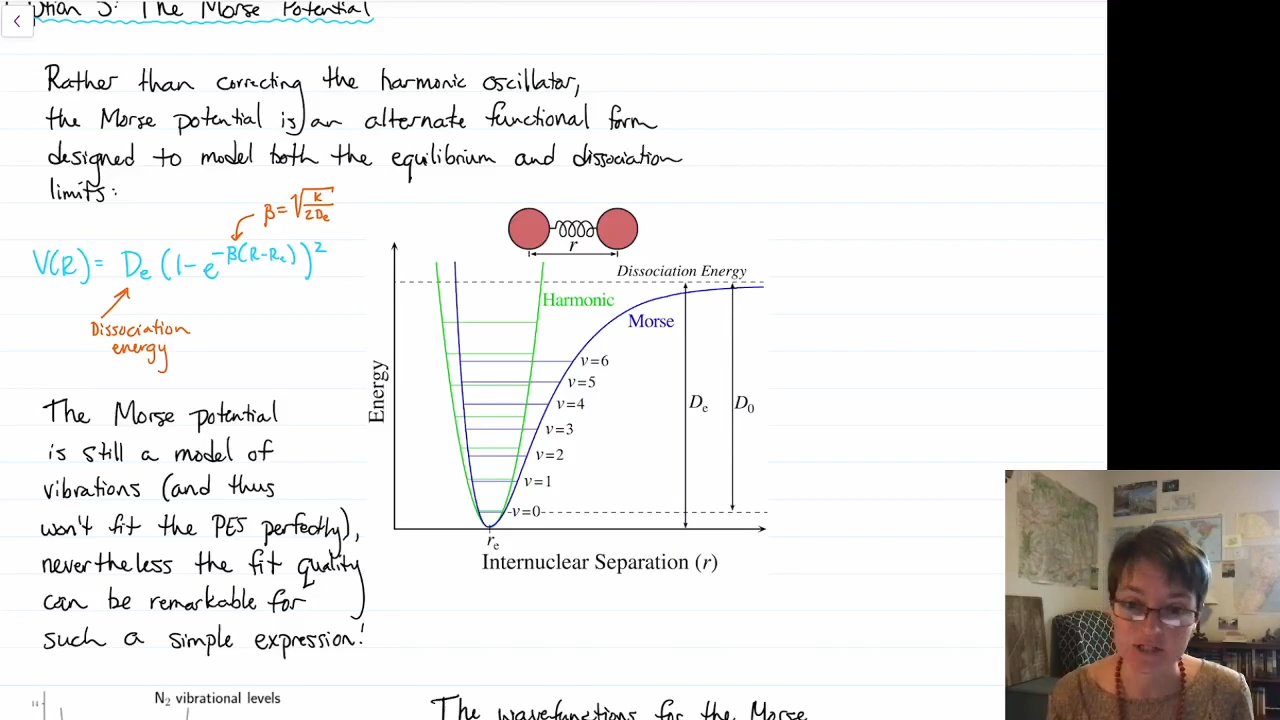 ption 3: The Morse Potential
Rather than correcting the harmonic oscillator,
the Morse potential is an alternate functional form
designed to model both the equilibrium and dissociation
limits:
β = √(k/2De)
V(R) = De (1-e^-β(R-Re))^2
Dissociation
energy
r
Dissociation Energy
Harmonic
Morse
v=6
v=5
v=4
v=3
v=2
v=1
v=0
De
D0
Energy
re
Internuclear Separation (r)
The Morse potential
is still a model of
vibrations (and thus
won't fit the PES perfectly),
nevertheless the fit quality
can be remarkable for
such a simple expression!
14
N2 vibrational levels
The wavefunctions for the Morse